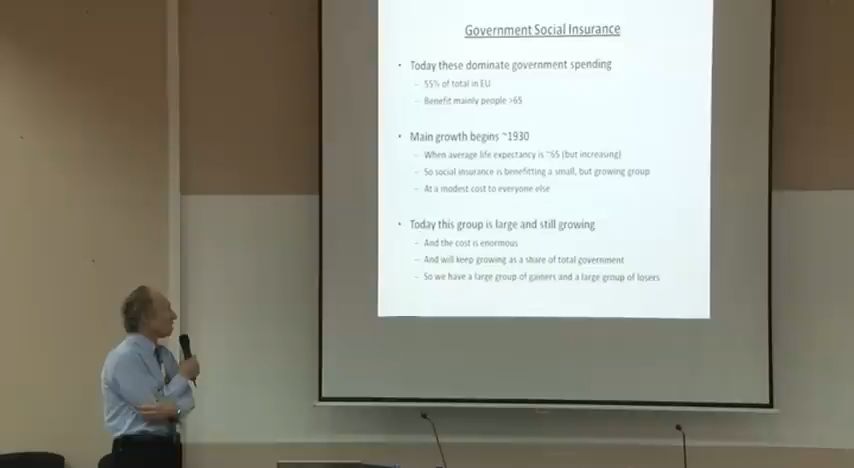 Government Social Insurance
• Today these dominate government spending
– 55% of total in EU
– Benefit mainly people >65
• Main growth begins ~1930
– When average life expectancy is ~65 (but increasing)
– So social insurance is benefitting a small, but growing group
– At a modest cost to everyone else
• Today this group is large and still growing
– And the cost is enormous
– And will keep growing as a share of total government
– So we have a large group of gainers and a large group of losers